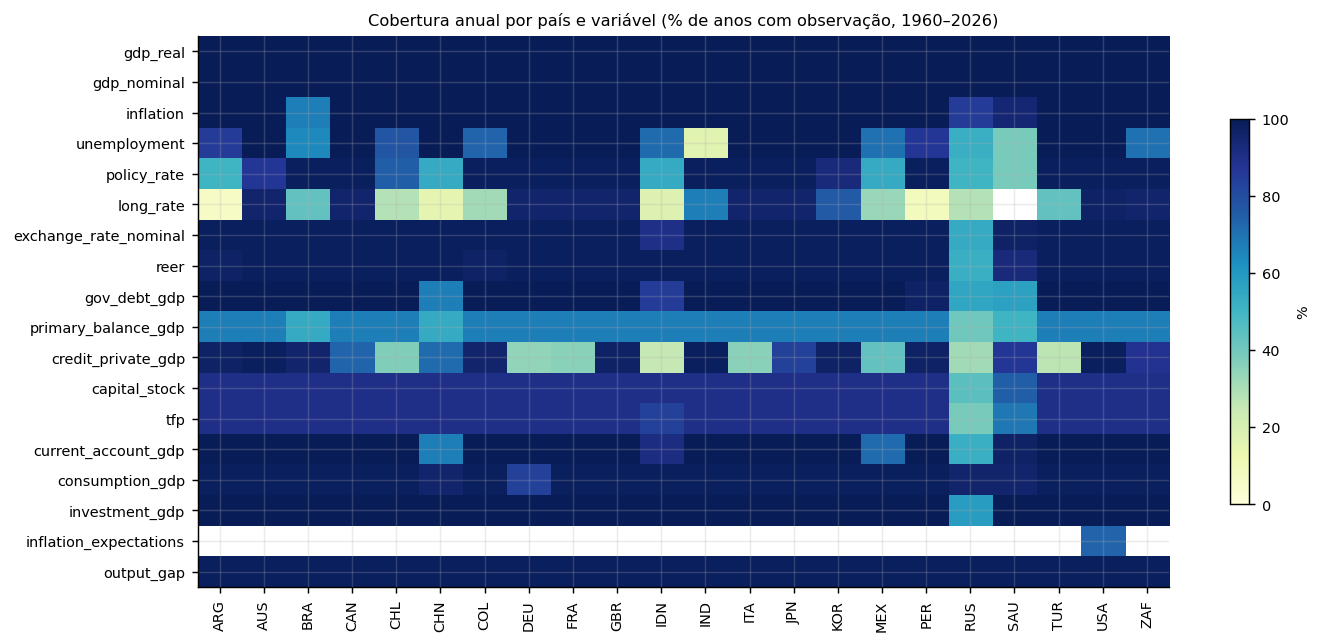 Cobertura anual por país e variável (% de anos com observação, 1960–2026)
gdp_real
gdp_nominal
inflation
unemployment
policy_rate
long_rate
exchange_rate_nominal
reer
gov_debt_gdp
primary_balance_gdp
credit_private_gdp
capital_stock
tfp
current_account_gdp
consumption_gdp
investment_gdp
inflation_expectations
output_gap
ARG AUS BRA CAN CHL CHN COL DEU FRA GBR IDN IND ITA JPN KOR MEX PER RUS SAU TUR USA ZAF
100
80
60
40
20
0
%